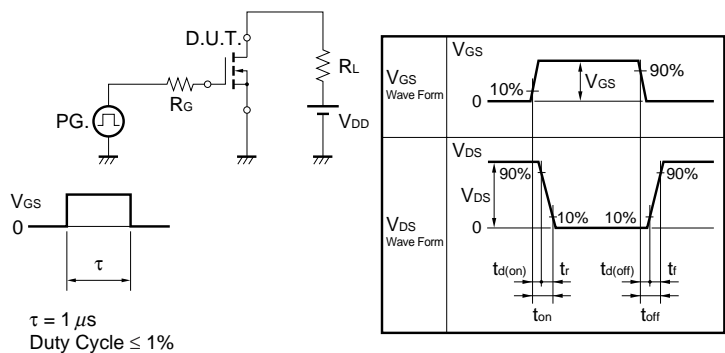 D.U.T.
RL
RG
PG.
VDD
VGS
0
τ
τ = 1 μs
Duty Cycle ≤ 1%
VGS
Wave Form
VGS
10%
VGS
90%
0
VDS
Wave Form
VDS
VDS
90%
90%
10%
10%
0
td(on)
tr
td(off)
tf
ton
toff